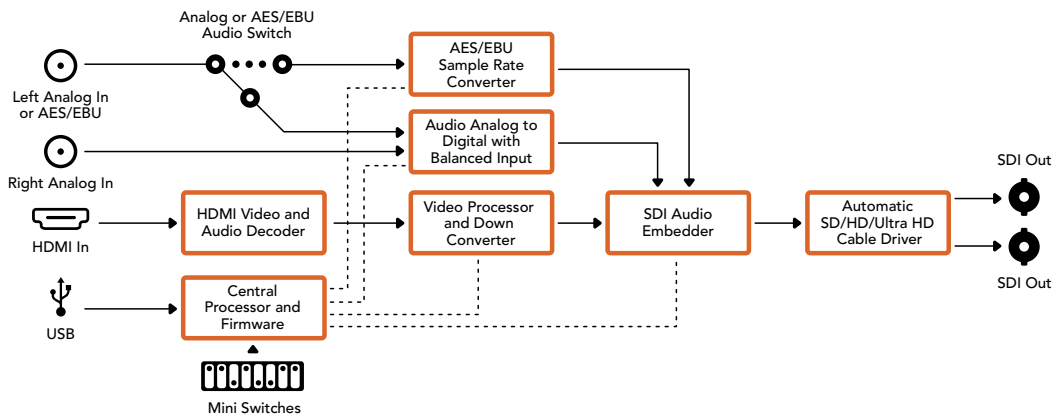 Analog or AES/EBU
Audio Switch
Left Analog In
or AES/EBU
AES/EBU
Sample Rate
Converter
Right Analog In
Audio Analog to
Digital with
Balanced Input
HDMI In
HDMI Video and
Audio Decoder
Video Processor
and Down
Converter
SDI Audio
Embedder
Automatic
SD/HD/Ultra HD
Cable Driver
SDI Out
SDI Out
USB
Central
Processor and
Firmware
Mini Switches